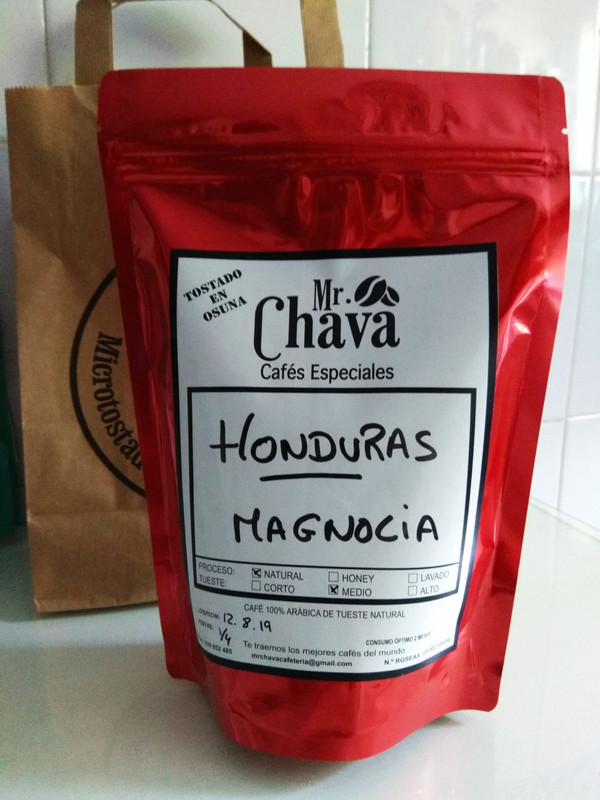 Microtosta
TOSTADO
EN
OSUNA
Mr.
Chava
Cafés Especiales
HONDURAS
MAGNOCIA
PROCESO: ☒ NATURAL ☐ HONEY ☐ LAVADO
TUESTE: ☐ CORTO ☒ MEDIO ☐ ALTO
CAFÉ 100% ARÁBICA DE TUESTE NATURAL
12.8.19
CONSUMO ÓPTIMO 2 MESES
1/4
Te traemos los mejores cafés del mundo
mrchavacafeteria@gmail.com
N.º RGSEAA